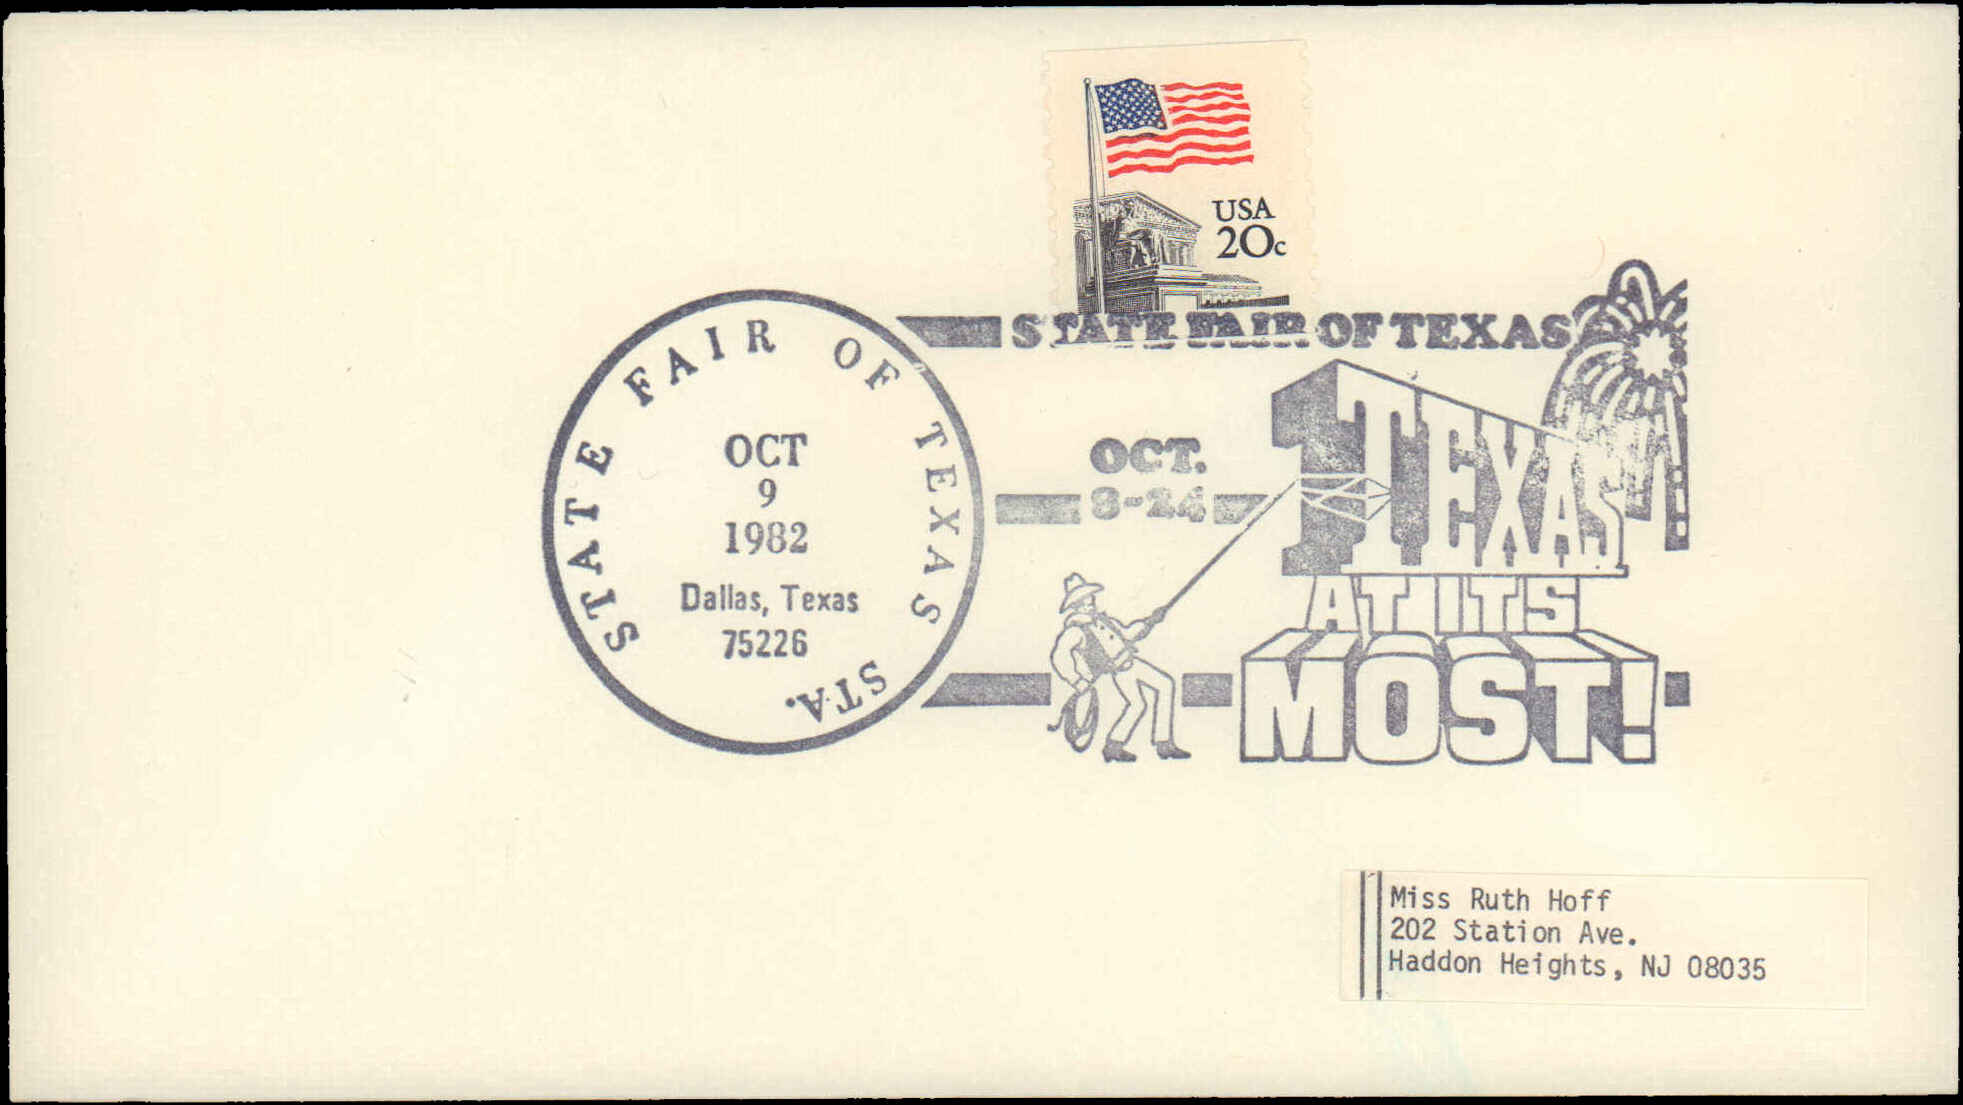 USA
20c
STATE FAIR OF TEXAS STA.
OCT
9
1982
Dallas, Texas
75226
STATE FAIR OF TEXAS
OCT.
8-24
TEXAS
AT ITS
MOST!
Miss Ruth Hoff
202 Station Ave.
Haddon Heights, NJ 08035